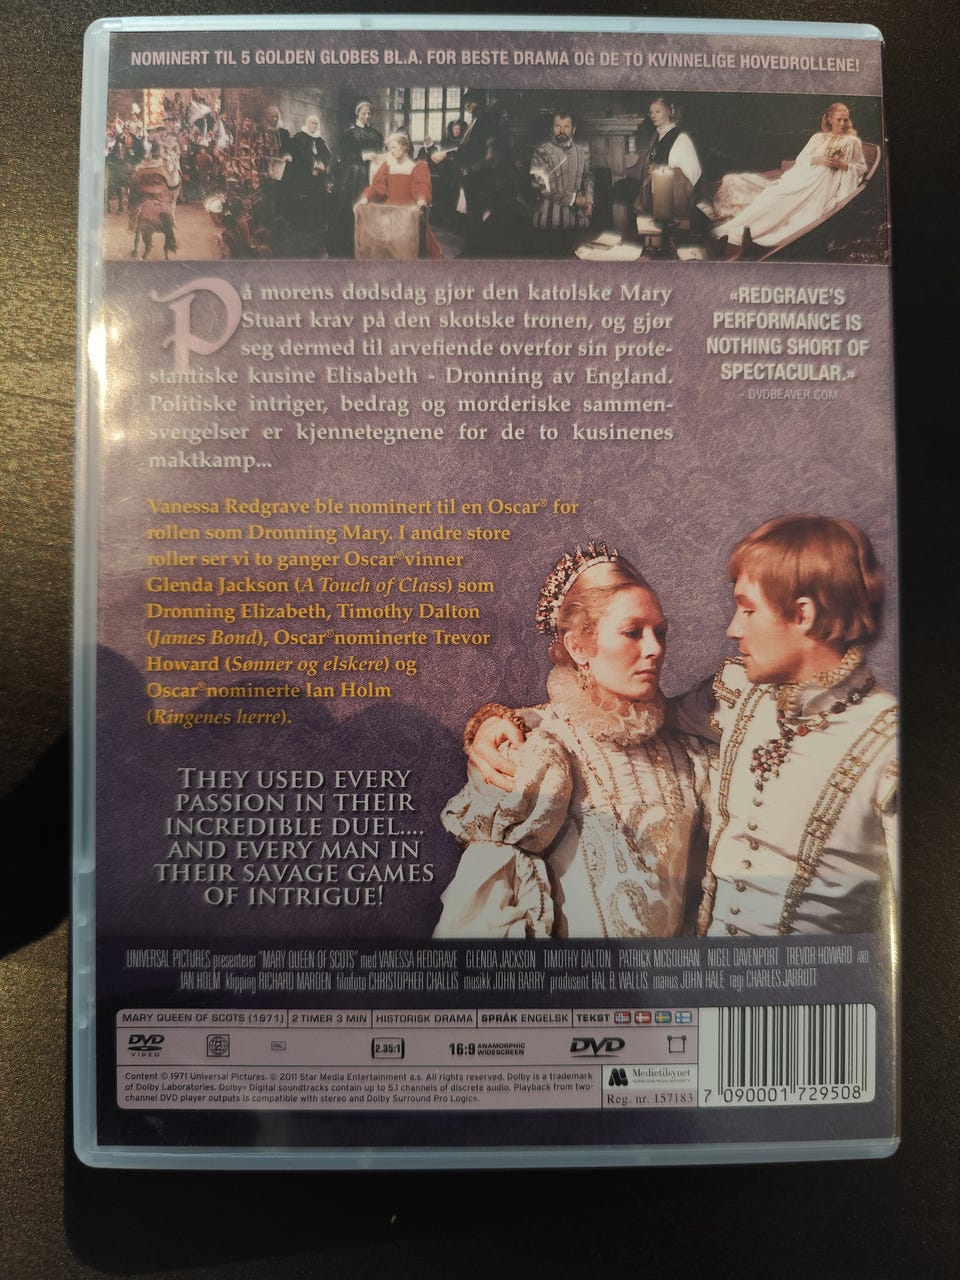 NOMINERT TIL 5 GOLDEN GLOBES BL.A. FOR BESTE DRAMA OG DE TO KVINNELIGE HOVEDROLLENE!
På morens dødsdag gjør den katolske Mary
Stuart krav på den skotske tronen, og gjør
seg dermed til arvefiende overfor sin prote-
stantiske kusine Elisabeth - Dronning av England.
Politiske intriger, bedrag og morderiske sammen-
svergelser er kjennetegnene for de to kusinenes
maktkamp...
«REDGRAVE'S
PERFORMANCE IS
NOTHING SHORT OF
SPECTACULAR.»
- DVDBEAVER.COM
Vanessa Redgrave ble nominert til en Oscar® for
rollen som Dronning Mary. I andre store
roller ser vi to ganger Oscar®vinner
Glenda Jackson (A Touch of Class) som
Dronning Elizabeth, Timothy Dalton
(James Bond), Oscar®nominerte Trevor
Howard (Sønner og elskere) og
Oscar®nominerte Ian Holm
(Ringenes herre).
THEY USED EVERY
PASSION IN THEIR
INCREDIBLE DUEL....
AND EVERY MAN IN
THEIR SAVAGE GAMES
OF INTRIGUE!
UNIVERSAL PICTURES presenterer "MARY QUEEN OF SCOTS" med VANESSA REDGRAVE GLENDA JACKSON TIMOTHY DALTON PATRICK MCGOOHAN NIGEL DAVENPORT TREVOR HOWARD AND
IAN HOLM klipping RICHARD MARDEN filmfoto CHRISTOPHER CHALLIS musikk JOHN BARRY produsent HAL B. WALLIS manus JOHN HALE regi CHARLES JARROTT
MARY QUEEN OF SCOTS (1971) 2 TIMER 3 MIN HISTORISK DRAMA SPRÅK ENGELSK TEKST
DVD VIDEO 2 PAL 2.35:1 16:9 ANAMORPHIC WIDESCREEN DVD
Content © 1971 Universal Pictures. © 2011 Star Media Entertainment a.s. All rights reserved. Dolby is a trademark
of Dolby Laboratories. Dolby® Digital soundtracks contain up to 5.1 channels of discrete audio. Playback from two-
channel DVD player outputs is compatible with stereo and Dolby Surround Pro Logic®.
Medietilsynet
NORWEGIAN MEDIA AUTHORITY
Reg. nr. 157183
7 090001 729508